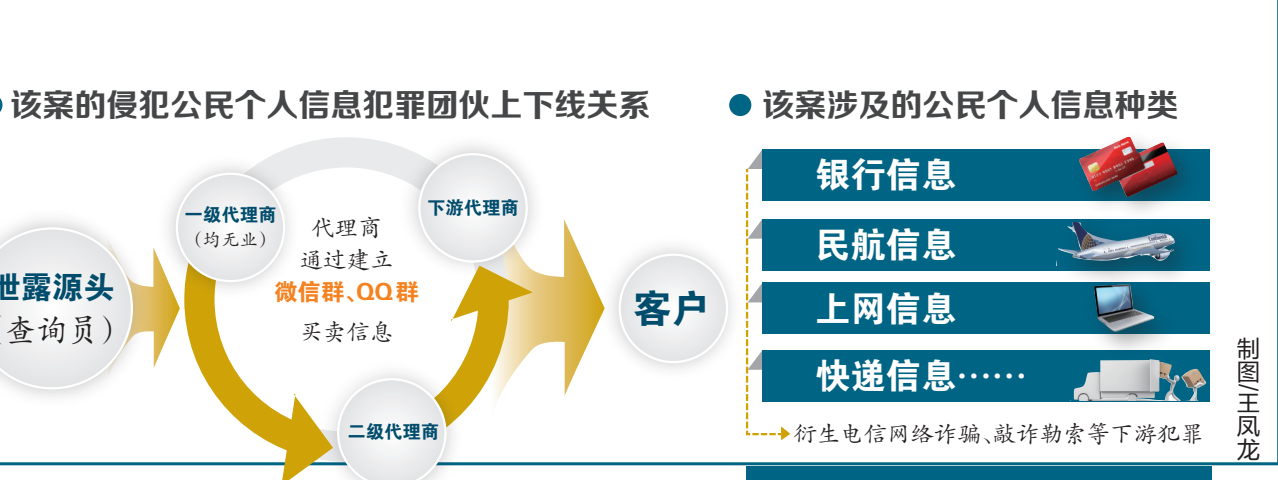 该案的侵犯公民个人信息犯罪团伙上下线关系
泄露源头
(查询员)
一级代理商
(均无业)
代理商
通过建立
微信群、QQ群
买卖信息
下游代理商
二级代理商
客户
该案涉及的公民个人信息种类
银行信息
民航信息
上网信息
快递信息……
衍生电信网络诈骗、敲诈勒索等下游犯罪
制图/王凤龙